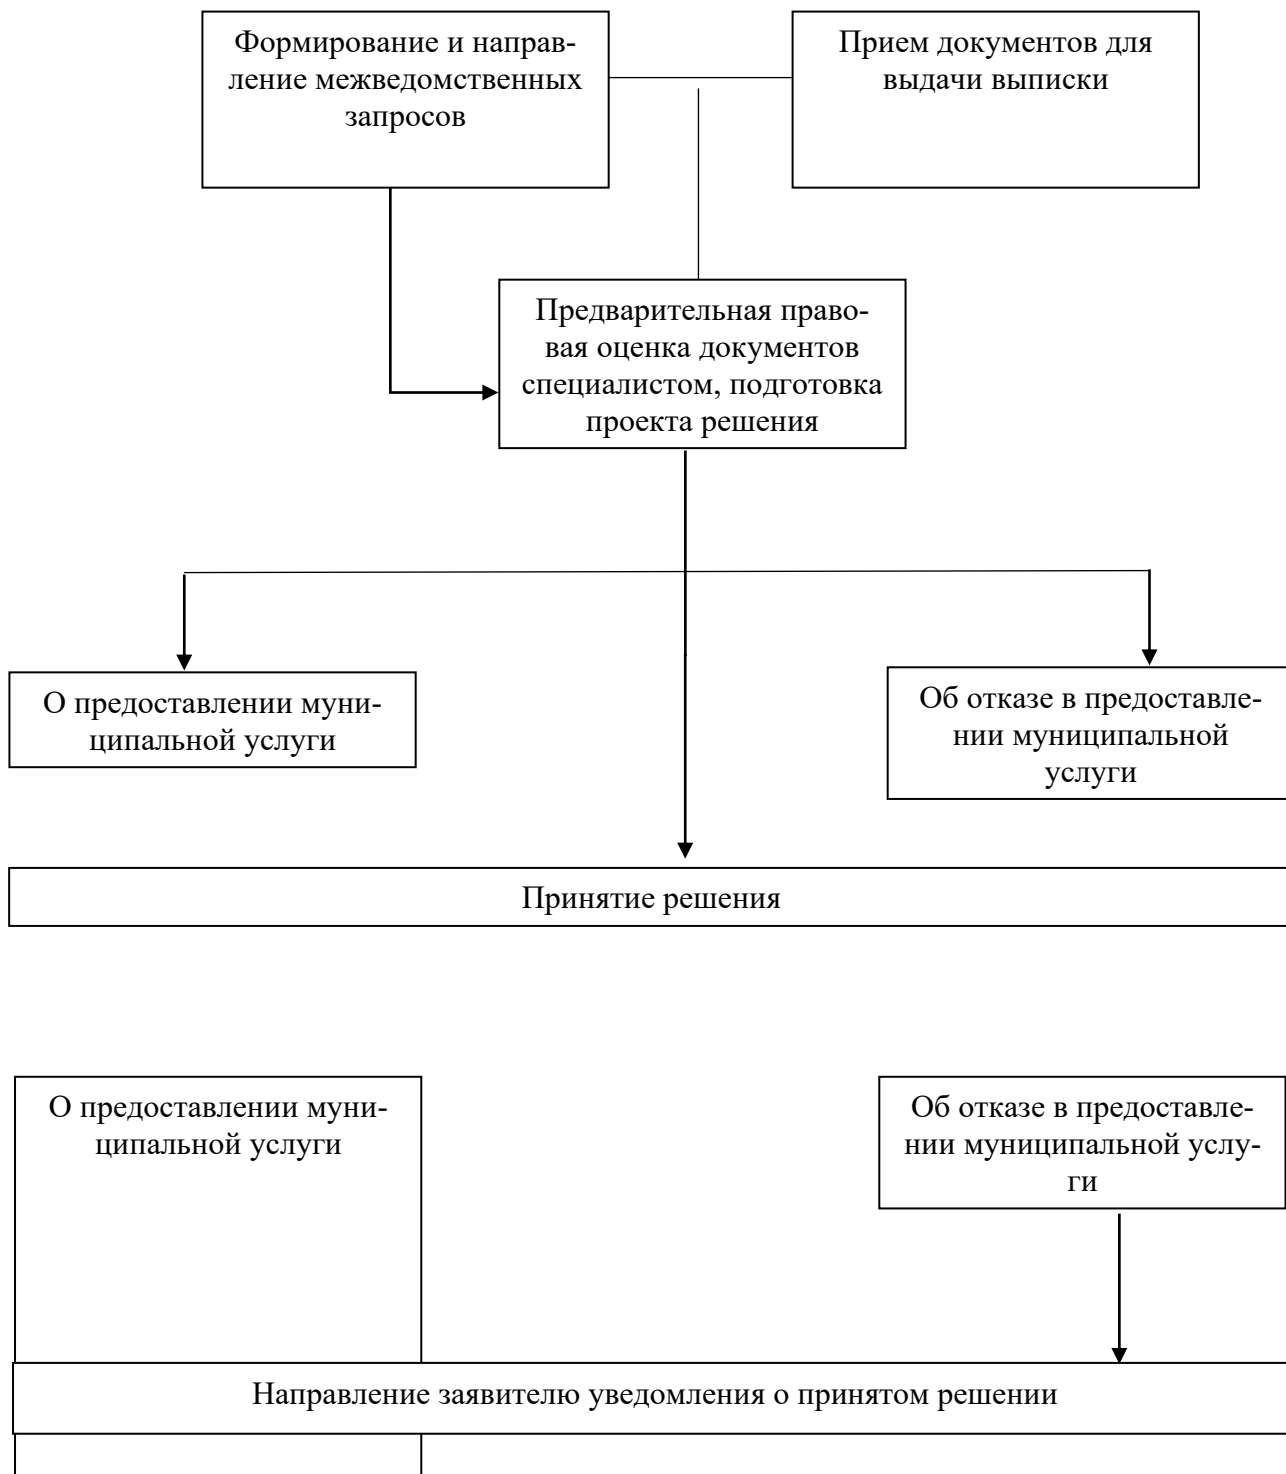 Формирование и направ-
ление межведомственных
запросов
Прием документов для
выдачи выписки
Предварительная право-
вая оценка документов
специалистом, подготовка
проекта решения
О предоставлении муни-
ципальной услуги
Об отказе в предоставле-
нии муниципальной
услуги
Принятие решения
О предоставлении муни-
ципальной услуги
Об отказе в предоставле-
нии муниципальной услу-
ги
Направление заявителю уведомления о принятом решении